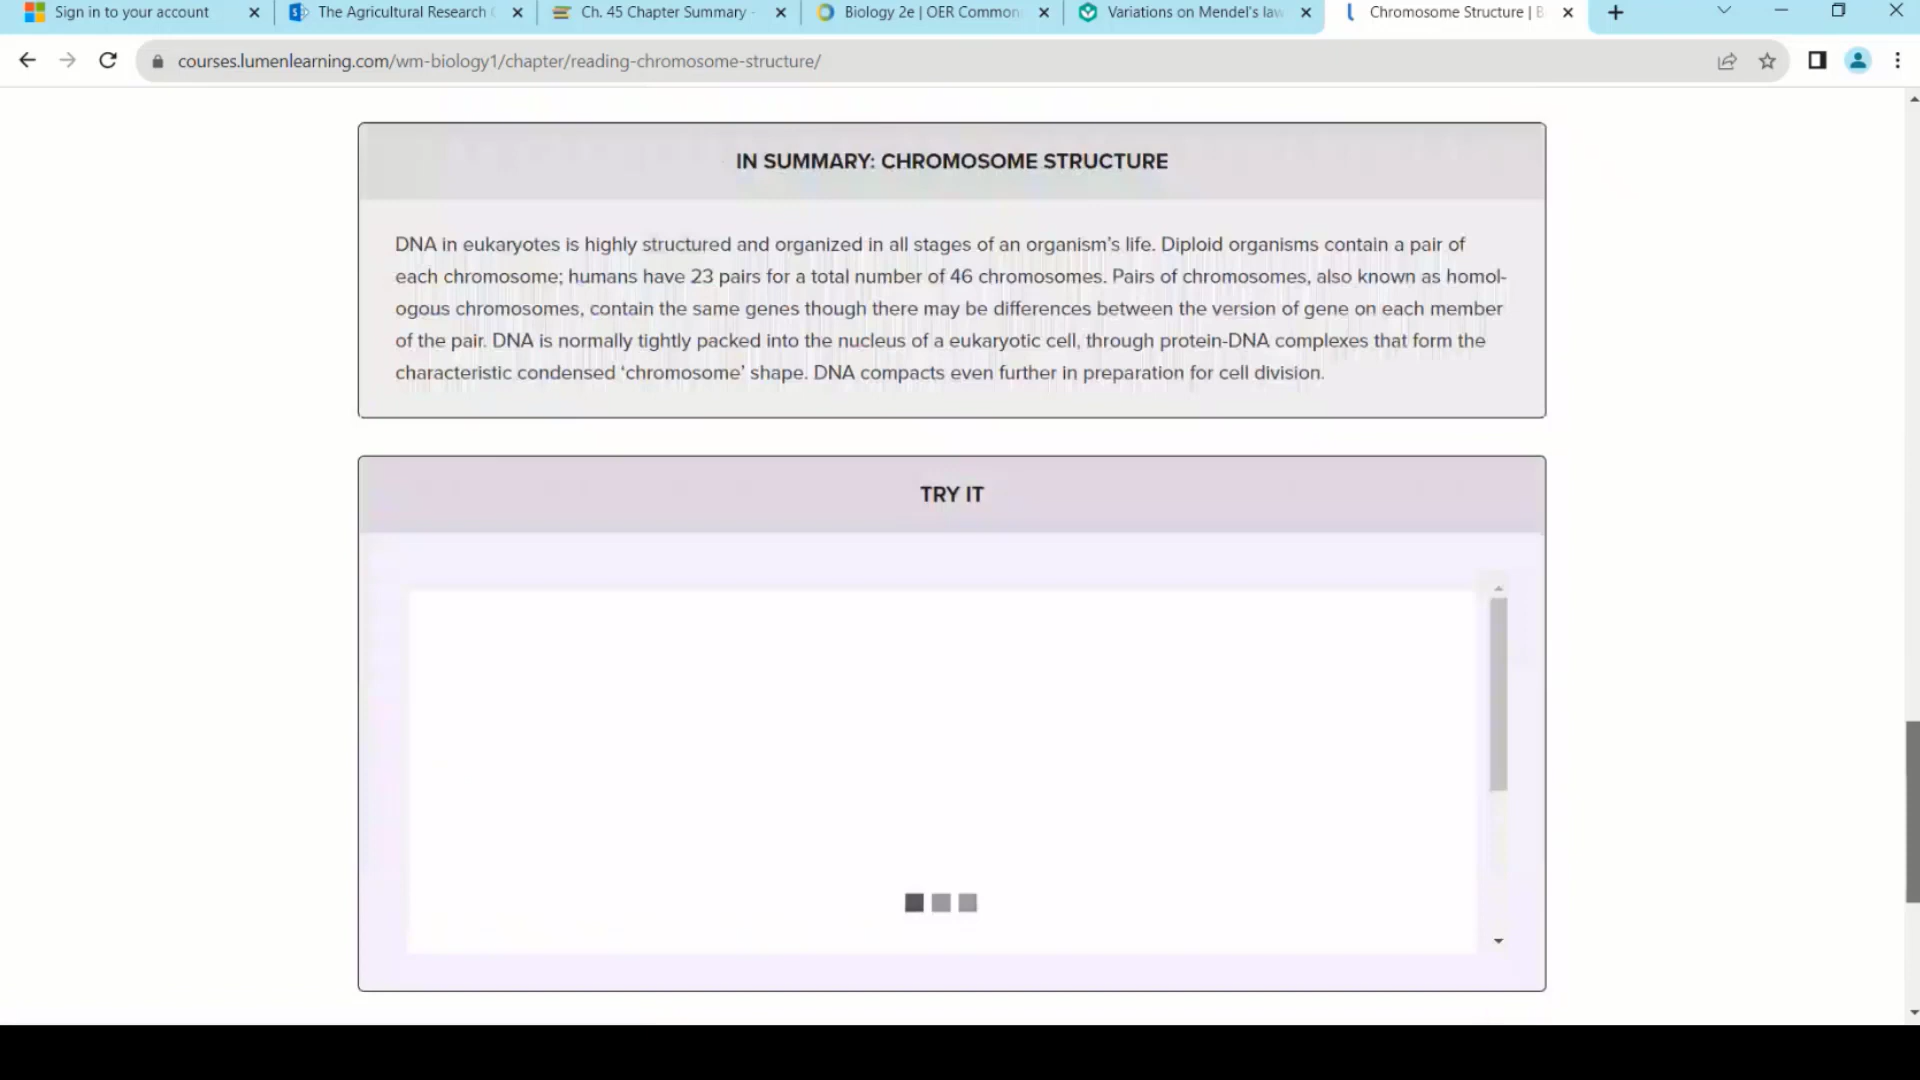 Sign in to your account
The Agricultural Research
Ch. 45 Chapter Summary -
Biology 2e | OER Common
Variations on Mendel's law
Chromosome Structure | B
courses.lumenlearning.com/wm-biology1/chapter/reading-chromosome-structure/
IN SUMMARY: CHROMOSOME STRUCTURE
DNA in eukaryotes is highly structured and organized in all stages of an organism’s life. Diploid organisms contain a pair of
each chromosome; humans have 23 pairs for a total number of 46 chromosomes. Pairs of chromosomes, also known as homol-
ogous chromosomes, contain the same genes though there may be differences between the version of gene on each member
of the pair. DNA is normally tightly packed into the nucleus of a eukaryotic cell, through protein-DNA complexes that form the
characteristic condensed ‘chromosome’ shape. DNA compacts even further in preparation for cell division.
TRY IT